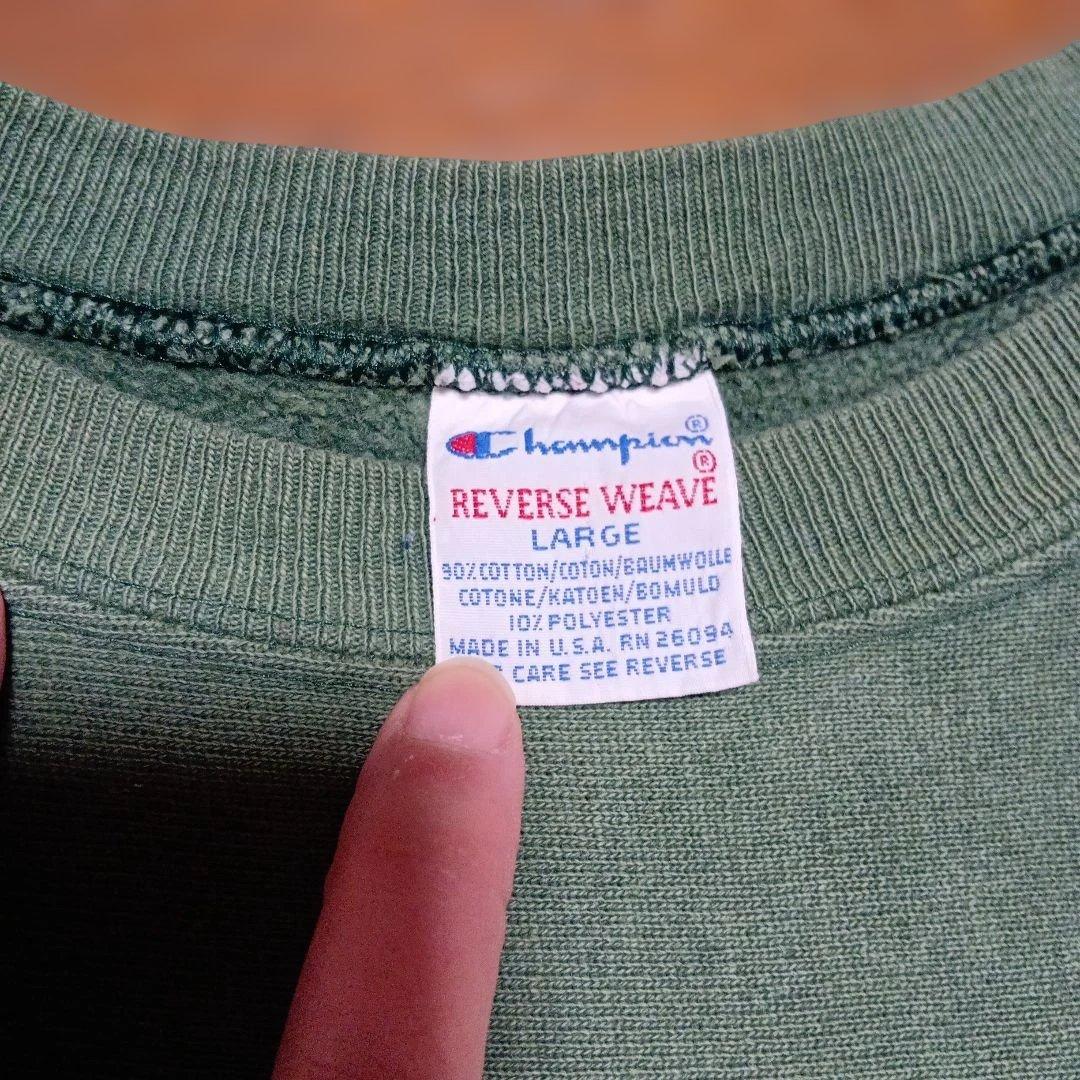 Champion®
®
REVERSE WEAVE
LARGE
90% COTTON/COTON/BAUMWOLLE
COTONE/KATOEN/BOMULD
10% POLYESTER
MADE IN U.S.A. RN 26094
CARE SEE REVERSE